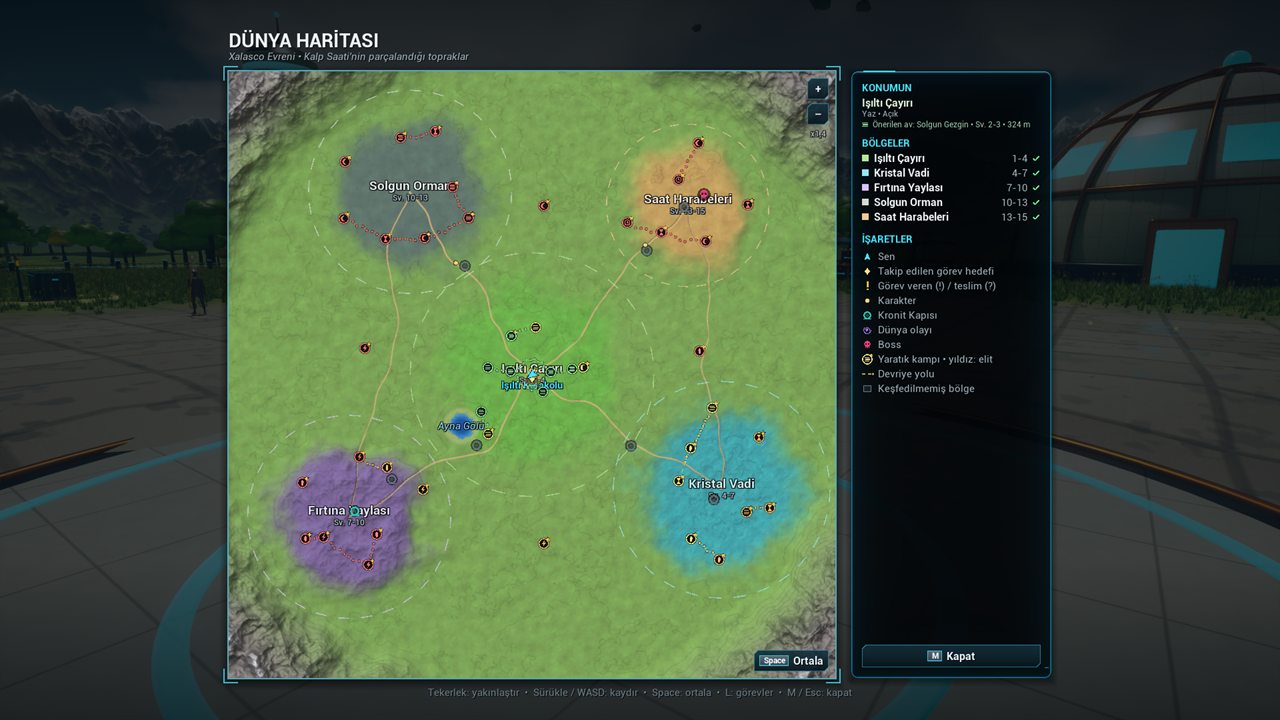 DÜNYA HARİTASI
Xalasco Evreni • Kalp Saati'nin parçalandığı topraklar
+
−
x1,4
Solgun Orman
Sv. 10-13
Saat Harabeleri
Sv. 13-15
Işıltı Çayırı
Ayna Gölü
Kristal Vadi
4-7
Fırtına Yaylası
Sv. 7-10
Space Ortala
KONUMUN
Işıltı Çayırı
Yaz • Açık
Önerilen av: Solgun Gezgin • Sv. 2-3 • 324 m
BÖLGELER
Işıltı Çayırı 1-4 ✓
Kristal Vadi 4-7 ✓
Fırtına Yaylası 7-10 ✓
Solgun Orman 10-13 ✓
Saat Harabeleri 13-15 ✓
İŞARETLER
Sen
Takip edilen görev hedefi
! Görev veren (!) / teslim (?)
Karakter
Kronit Kapısı
Dünya olayı
Boss
Yaratık kampı • yıldız: elit
Devriye yolu
Keşfedilmemiş bölge
M Kapat
Tekerlek: yakınlaştır • Sürükle / WASD: kaydır • Space: ortala • L: görevler • M / Esc: kapat